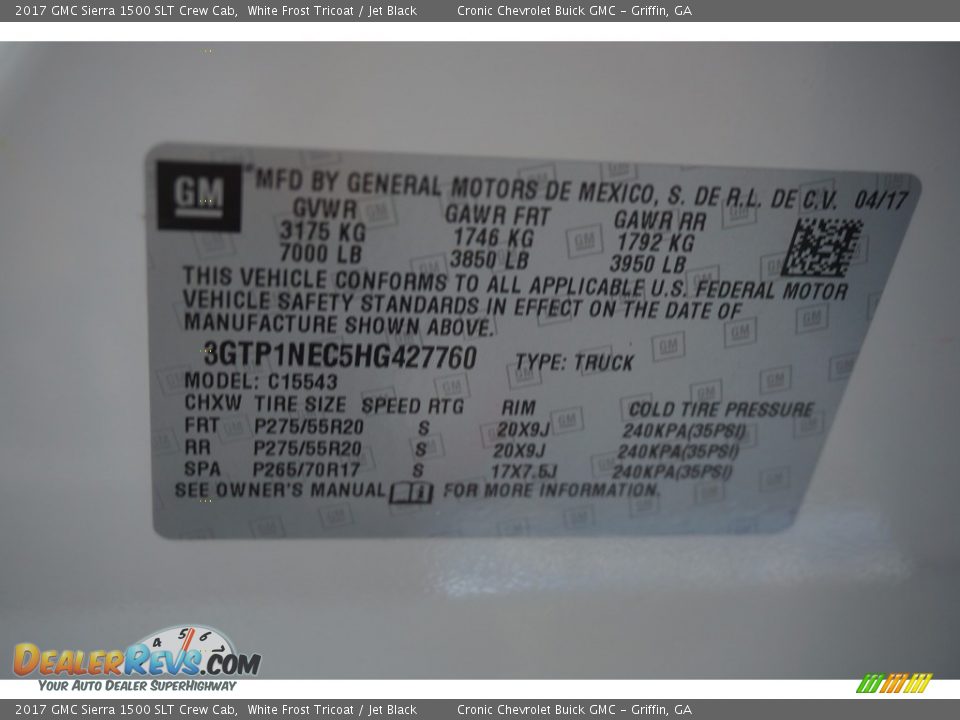 2017 GMC Sierra 1500 SLT Crew Cab, White Frost Tricoat / Jet Black Cronic Chevrolet Buick GMC - Griffin, GA
GM MFD BY GENERAL MOTORS DE MEXICO, S. DE R.L. DE C.V. 04/17
GVWR GAWR FRT GAWR RR
3175 KG 1746 KG 1792 KG
7000 LB 3850 LB 3950 LB
THIS VEHICLE CONFORMS TO ALL APPLICABLE U.S. FEDERAL MOTOR
VEHICLE SAFETY STANDARDS IN EFFECT ON THE DATE OF
MANUFACTURE SHOWN ABOVE.
3GTP1NEC5HG427760 TYPE: TRUCK
MODEL: C15543
CHXW TIRE SIZE SPEED RTG RIM COLD TIRE PRESSURE
FRT P275/55R20 S 20X9J 240KPA(35PSI)
RR P275/55R20 S 20X9J 240KPA(35PSI)
SPA P265/70R17 S 17X7.5J 240KPA(35PSI)
SEE OWNER'S MANUAL FOR MORE INFORMATION.
4 5 6 7
DealerRevs.com
Your Auto Dealer SuperHighway
2017 GMC Sierra 1500 SLT Crew Cab, White Frost Tricoat / Jet Black Cronic Chevrolet Buick GMC - Griffin, GA